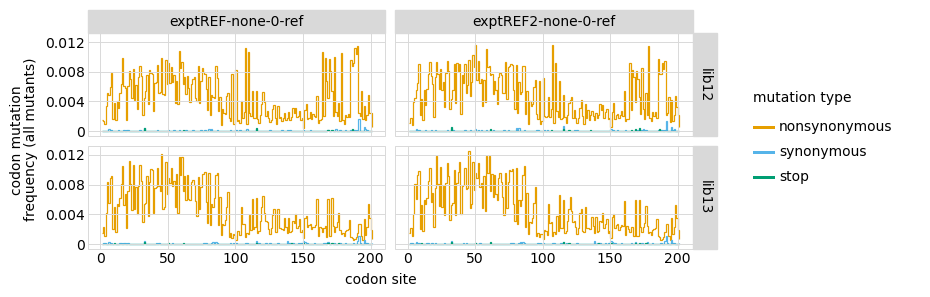 exptREF-none-0-ref exptREF2-none-0-ref
0.012
0.008
0.004
0
lib12
0.012
0.008
0.004
0
lib13
codon mutation
frequency (all mutants)
0 50 100 150 200 0 50 100 150 200
codon site
mutation type
nonsynonymous
synonymous
stop